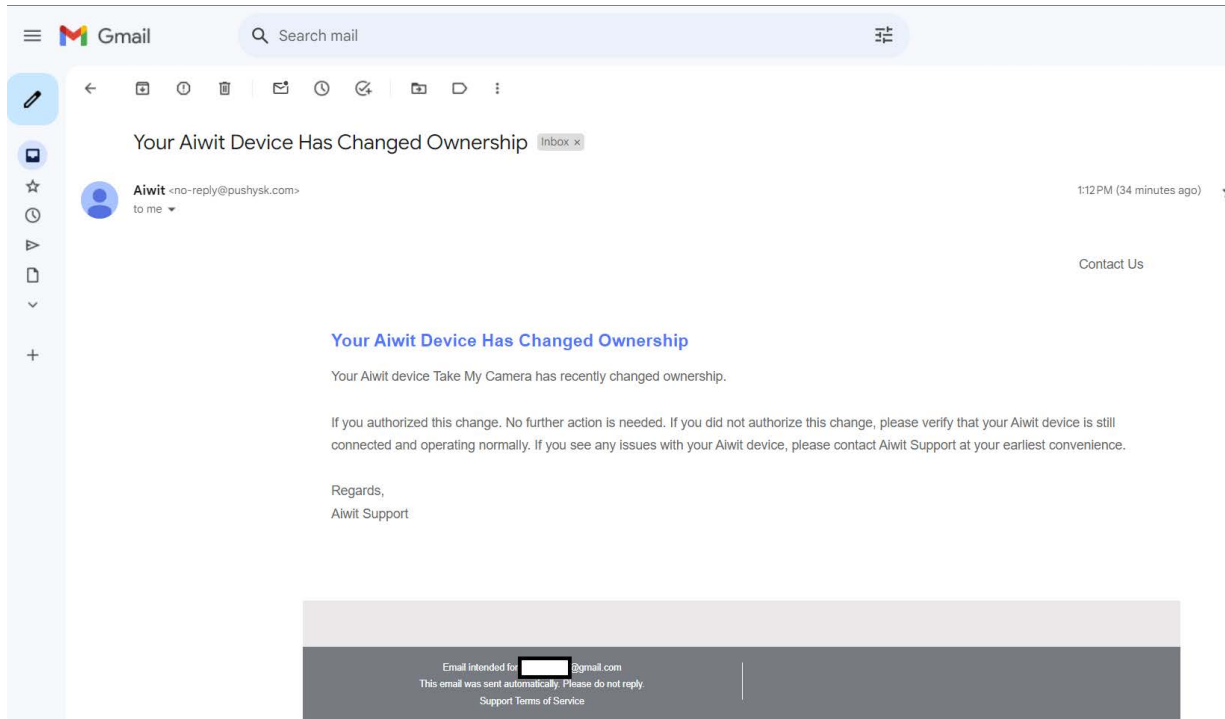 Gmail
Search mail
Your Aiwit Device Has Changed Ownership Inbox ×
Aiwit <no-reply@pushysk.com>
1:12 PM (34 minutes ago)
to me
Contact Us
Your Aiwit Device Has Changed Ownership
Your Aiwit device Take My Camera has recently changed ownership.
If you authorized this change. No further action is needed. If you did not authorize this change, please verify that your Aiwit device is still
connected and operating normally. If you see any issues with your Aiwit device, please contact Aiwit Support at your earliest convenience.
Regards,
Aiwit Support
Email intended for @gmail.com
This email was sent automatically. Please do not reply.
Support Terms of Service